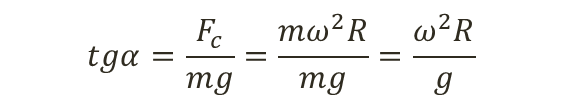 tgα = F_c/mg = mω²R/mg = ω²R/g